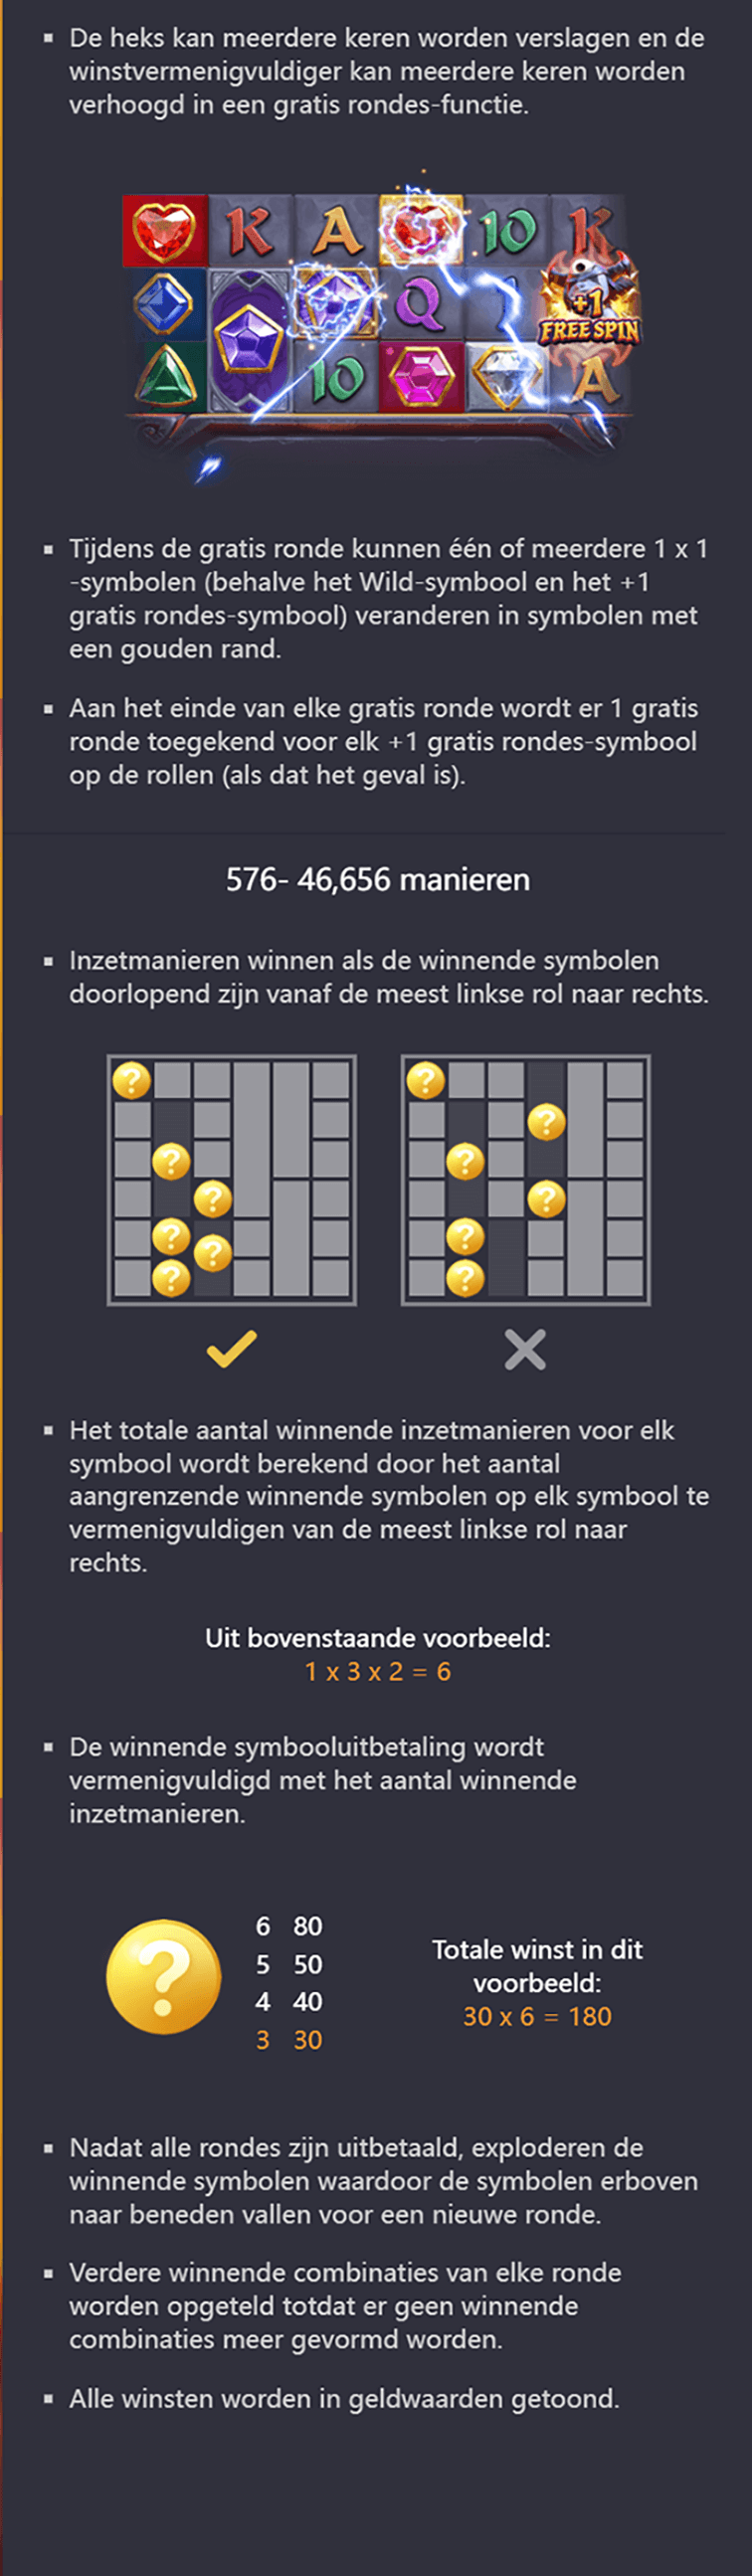 De heks kan meerdere keren worden verslagen en de
winstvermenigvuldiger kan meerdere keren worden
verhoogd in een gratis rondes-functie.
K A 10 K
Q
+1
FREE SPIN
10 A
Tijdens de gratis ronde kunnen één of meerdere 1 x 1
-symbolen (behalve het Wild-symbool en het +1
gratis rondes-symbool) veranderen in symbolen met
een gouden rand.
Aan het einde van elke gratis ronde wordt er 1 gratis
ronde toegekend voor elk +1 gratis rondes-symbool
op de rollen (als dat het geval is).
576- 46,656 manieren
Inzetmanieren winnen als de winnende symbolen
doorlopend zijn vanaf de meest linkse rol naar rechts.
? ?
?
? ?
? ?
? ?
?
? ?
Het totale aantal winnende inzetmanieren voor elk
symbool wordt berekend door het aantal
aangrenzende winnende symbolen op elk symbool te
vermenigvuldigen van de meest linkse rol naar
rechts.
Uit bovenstaande voorbeeld:
1 x 3 x 2 = 6
De winnende symbooluitbetaling wordt
vermenigvuldigd met het aantal winnende
inzetmanieren.
?
6 80
5 50
4 40
3 30
Totale winst in dit
voorbeeld:
30 x 6 = 180
Nadat alle rondes zijn uitbetaald, exploderen de
winnende symbolen waardoor de symbolen erboven
naar beneden vallen voor een nieuwe ronde.
Verdere winnende combinaties van elke ronde
worden opgeteld totdat er geen winnende
combinaties meer gevormd worden.
Alle winsten worden in geldwaarden getoond.